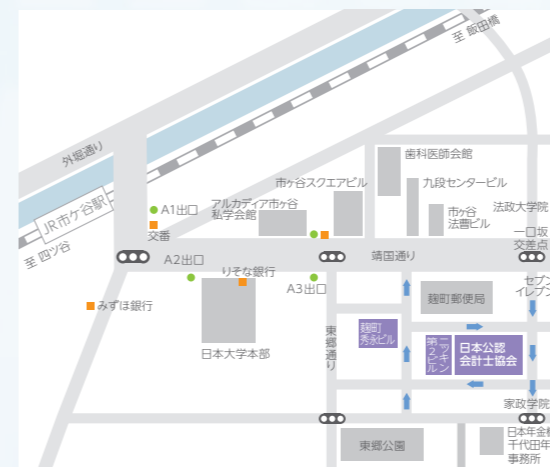 至 飯田橋
外堀通り
歯科医師会館
市ヶ谷スクエアビル
九段センタービル
JR市ケ谷駅
A1出口
アルカディア市ヶ谷
私学会館
市ヶ谷
法曹ビル
法政大学院
交番
一口坂
交差点
至 四ツ谷
A2出口
靖国通り
りそな銀行
A3出口
セブン
イレブン
みずほ銀行
麹町郵便局
麹町
秀永ビル
東郷通り
ニッキン
第2ビル
日本公認
会計士協会
日本大学本部
家政学院
東郷公園
日本年金機
千代田年
事務所